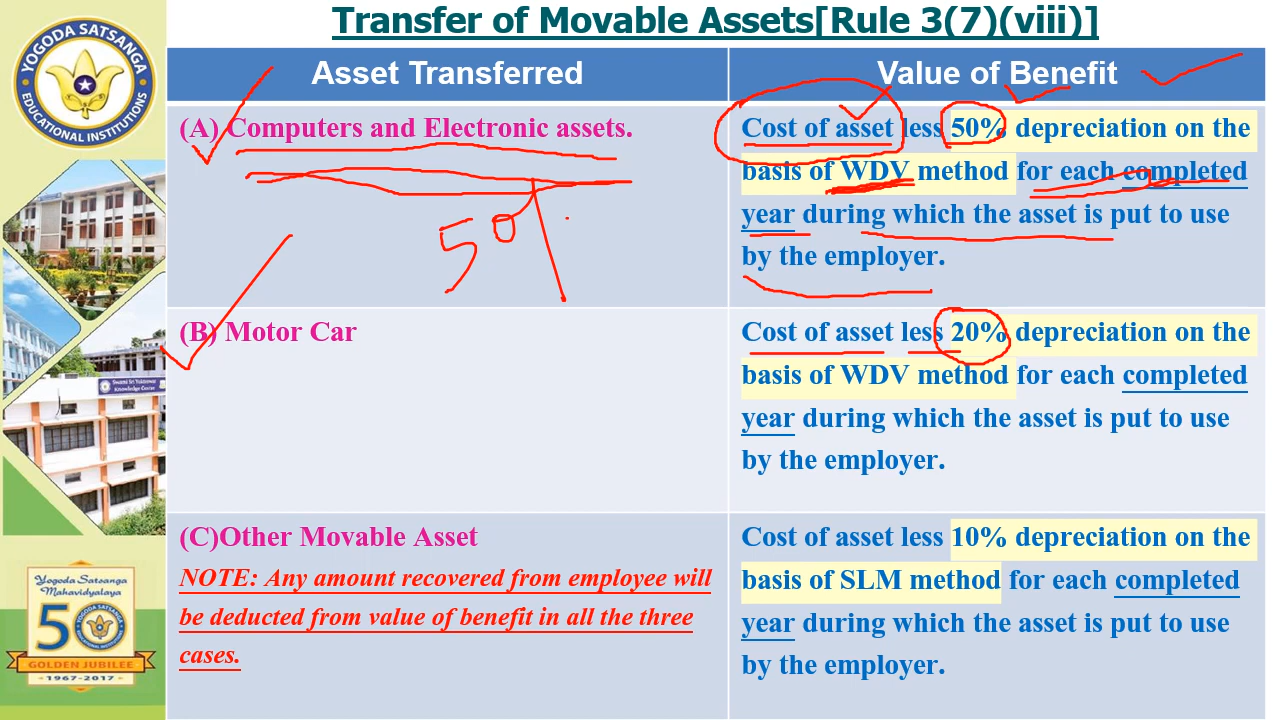 Transfer of Movable Assets[Rule 3(7)(viii)]
YOGODA SATSANGA
EDUCATIONAL INSTITUTIONS
Asset Transferred
Value of Benefit
(A) Computers and Electronic assets.
50%
Cost of asset less 50% depreciation on the
basis of WDV method for each completed
year during which the asset is put to use
by the employer.
(B) Motor Car
Cost of asset less 20% depreciation on the
basis of WDV method for each completed
year during which the asset is put to use
by the employer.
(C)Other Movable Asset
NOTE: Any amount recovered from employee will
be deducted from value of benefit in all the three
cases.
Cost of asset less 10% depreciation on the
basis of SLM method for each completed
year during which the asset is put to use
by the employer.
Swami Sri Yukteswar
Knowledge Centre
Yogoda Satsanga
Mahavidyalaya
50
GOLDEN JUBILEE
•1967-2017•